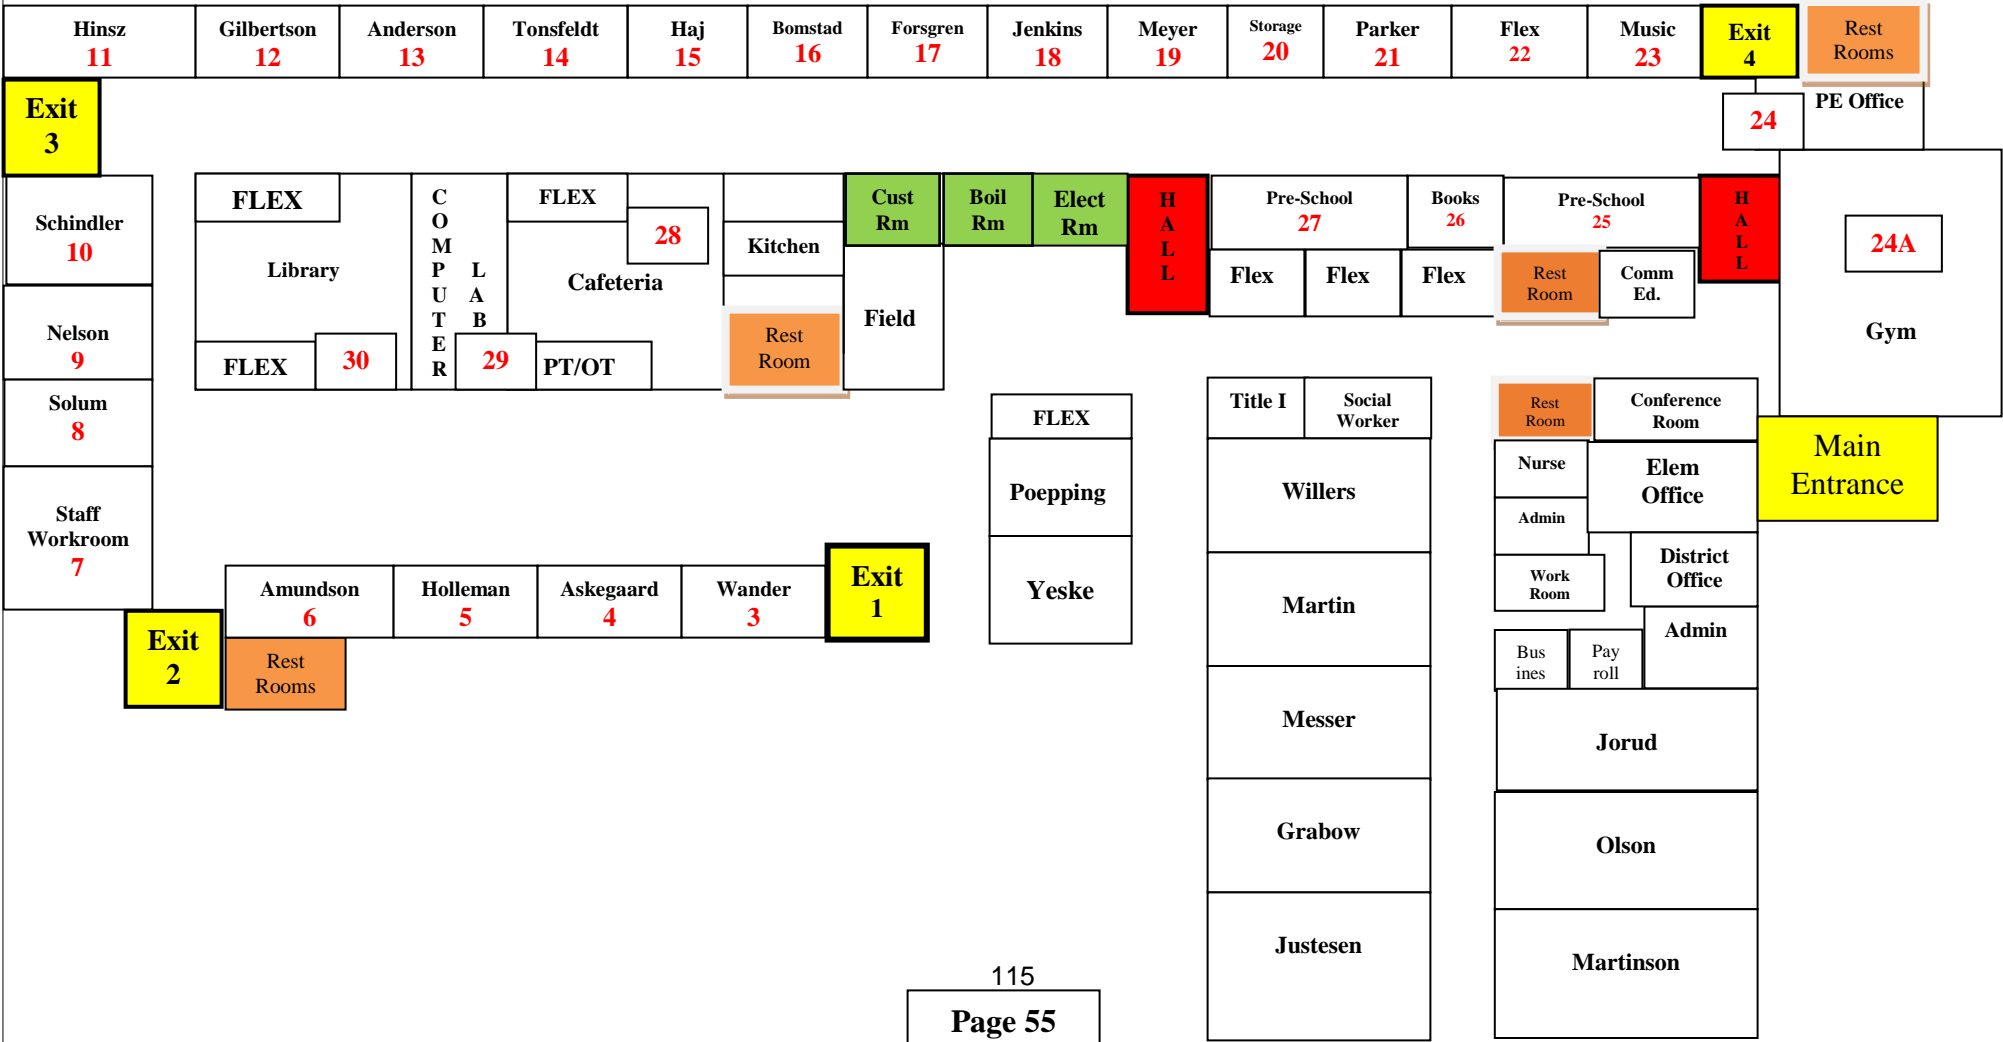 Hinsz
11
Gilbertson
12
Anderson
13
Tonsfeldt
14
Haj
15
Bomstad
16
Forsgren
17
Jenkins
18
Meyer
19
Storage
20
Parker
21
Flex
22
Music
23
Exit
4
Rest
Rooms
Exit
3
24
PE Office
Schindler
10
Nelson
9
Solum
8
Staff
Workroom
7
FLEX
Library
FLEX
30
COMPUTER
LAB
29
FLEX
28
Cafeteria
PT/OT
Kitchen
Rest
Room
Cust
Rm
Boil
Rm
Elect
Rm
Field
HALL
Pre-School
27
Books
26
Pre-School
25
Flex
Flex
Flex
Rest
Room
Comm
Ed.
HALL
24A
Gym
FLEX
Poepping
Yeske
Title I
Social
Worker
Willers
Martin
Messer
Grabow
Justesen
Rest
Room
Conference
Room
Nurse
Elem
Office
Main
Entrance
Admin
Work
Room
District
Office
Admin
Bus
ines
Pay
roll
Jorud
Olson
Martinson
Amundson
6
Holleman
5
Askegaard
4
Wander
3
Exit
1
Exit
2
Rest
Rooms
115
Page 55